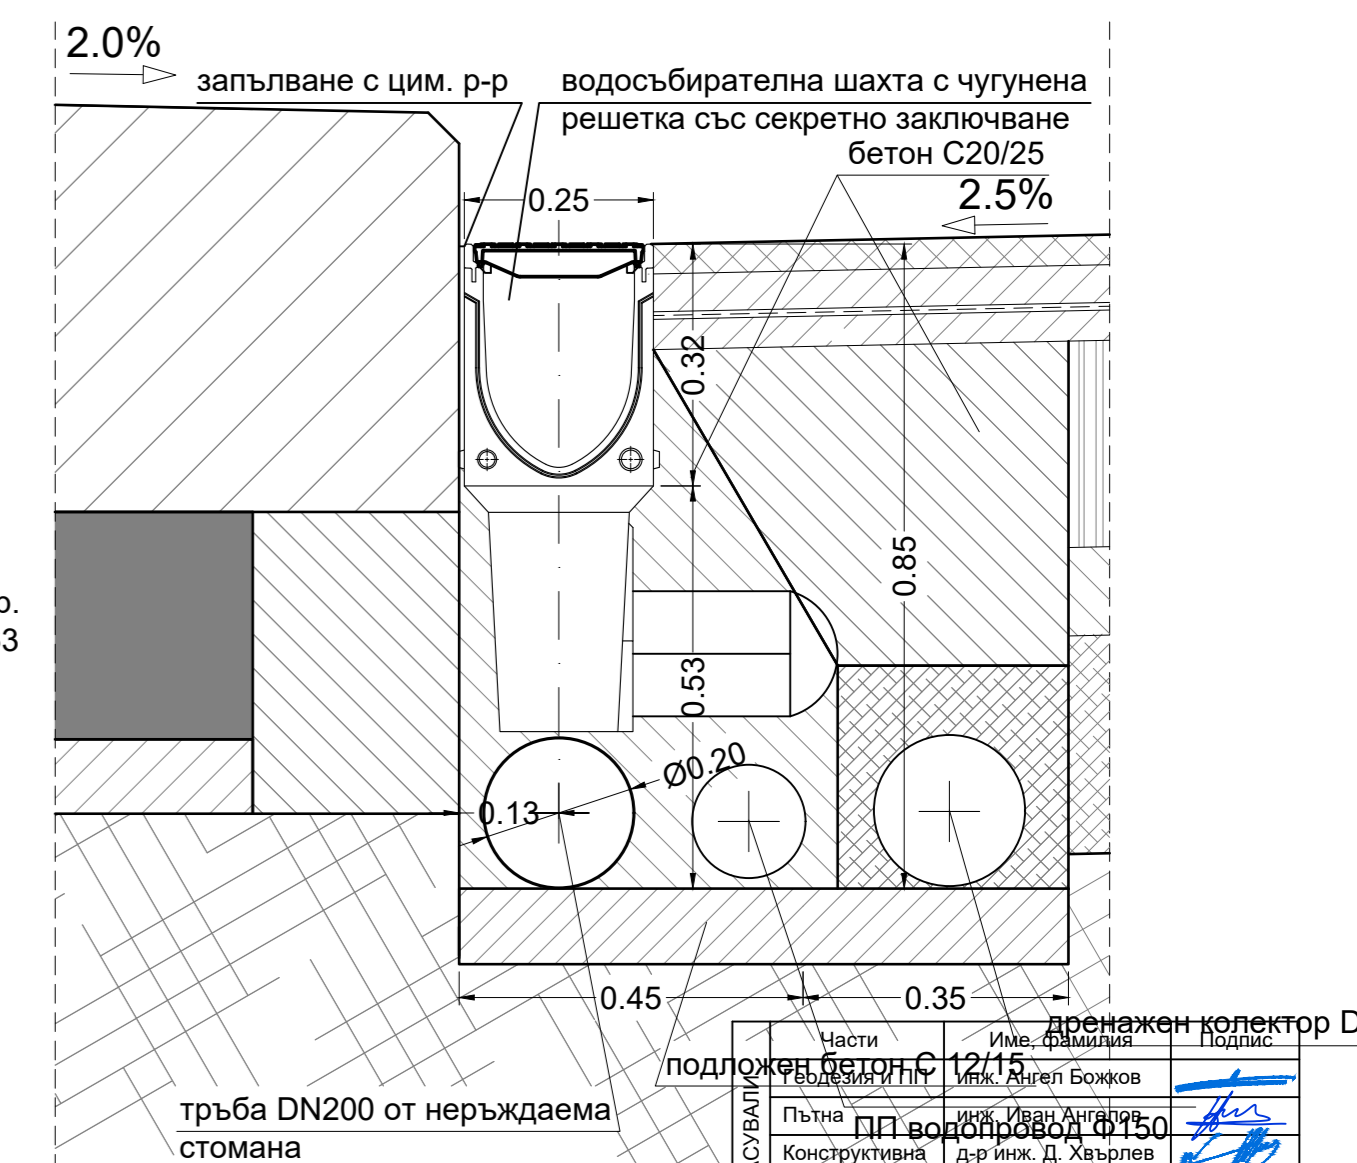 2.0%
запълване с цим. р-р
водосъбирателна шахта с чугунена
решетка със секретно заключване
бетон C20/25
2.5%
0.25
0.32
0.85
0.53
Ø0.20
0.13
0.45
0.35
дренажен колектор D
подложен бетон C 12/15
тръба DN200 от неръждаема
стомана
ПП водопровод Ф150
Части Име, фамилия Подпис
Геодезия и ПП инж. Ангел Божков
Пътна инж. Иван Ангелов
Конструктивна д-р инж. Д. Хвърлев